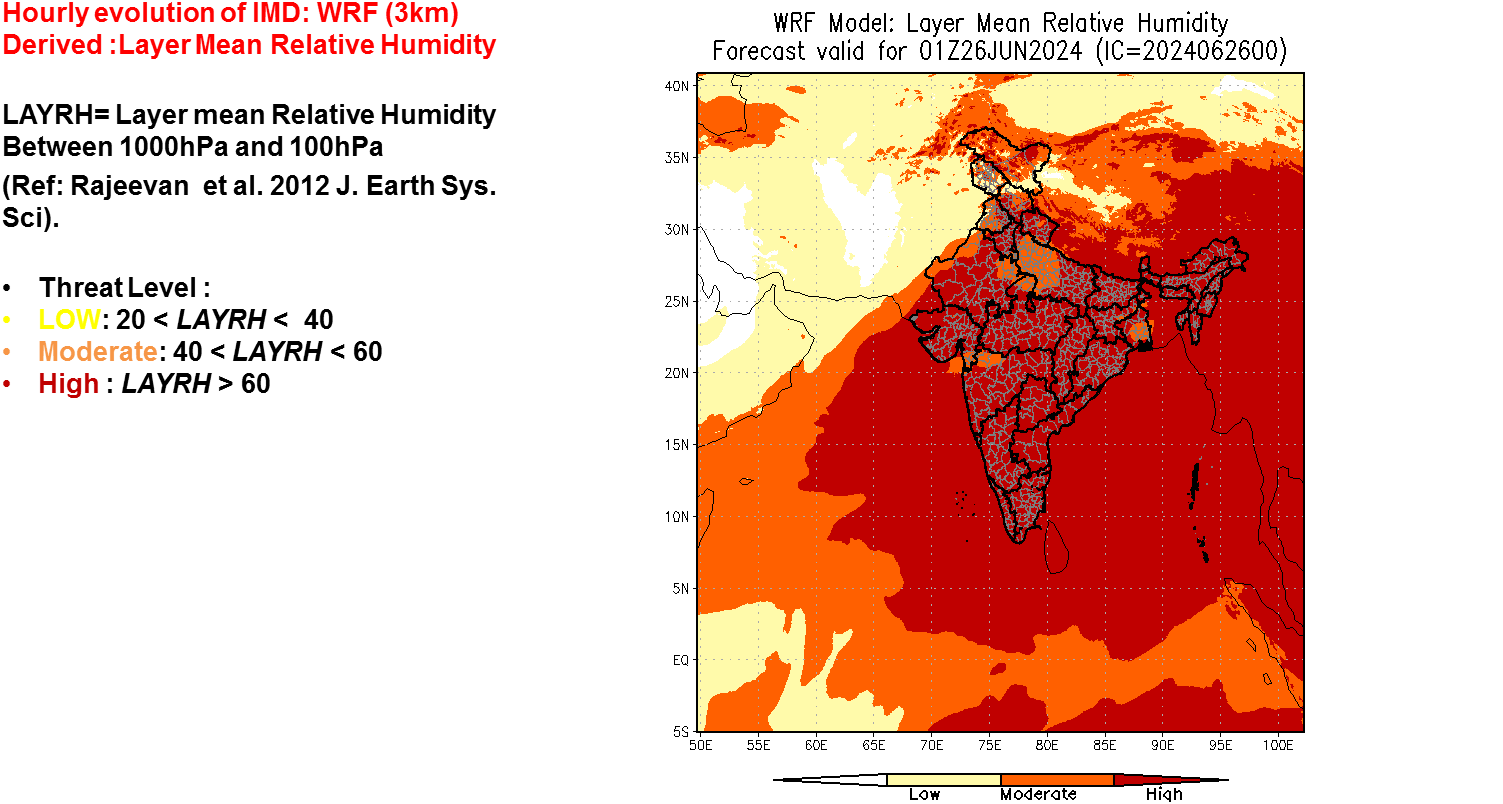 Hourly evolution of IMD: WRF (3km)
Derived :Layer Mean Relative Humidity
LAYRH= Layer mean Relative Humidity
Between 1000hPa and 100hPa
(Ref: Rajeevan et al. 2012 J. Earth Sys.
Sci).
• Threat Level :
• LOW: 20 < LAYRH < 40
• Moderate: 40 < LAYRH < 60
• High : LAYRH > 60
WRF Model: Layer Mean Relative Humidity
Forecast valid for 01Z26JUN2024 (IC=2024062600)
40N
35N
30N
25N
20N
15N
10N
5N
EQ
5S
50E 55E 60E 65E 70E 75E 80E 85E 90E 95E 100E
Low Moderate High